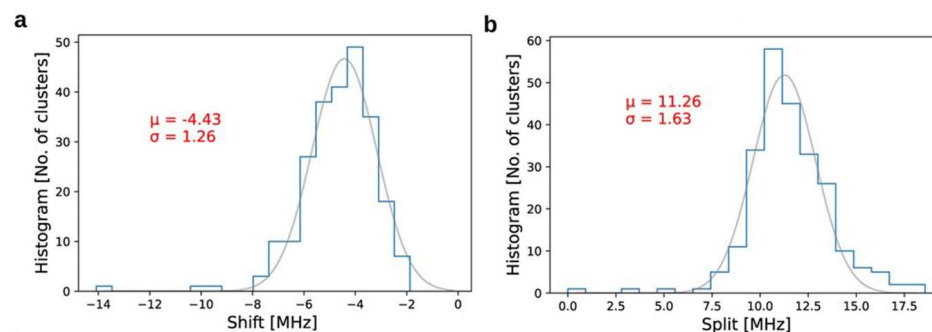 a
Histogram [No. of clusters]
50
40
30
20
10
0
μ = -4.43
σ = 1.26
−14 −12 −10 −8 −6 −4 −2 0
Shift [MHz]
b
Histogram [No. of clusters]
60
50
40
30
20
10
0
μ = 11.26
σ = 1.63
0.0 2.5 5.0 7.5 10.0 12.5 15.0 17.5
Split [MHz]